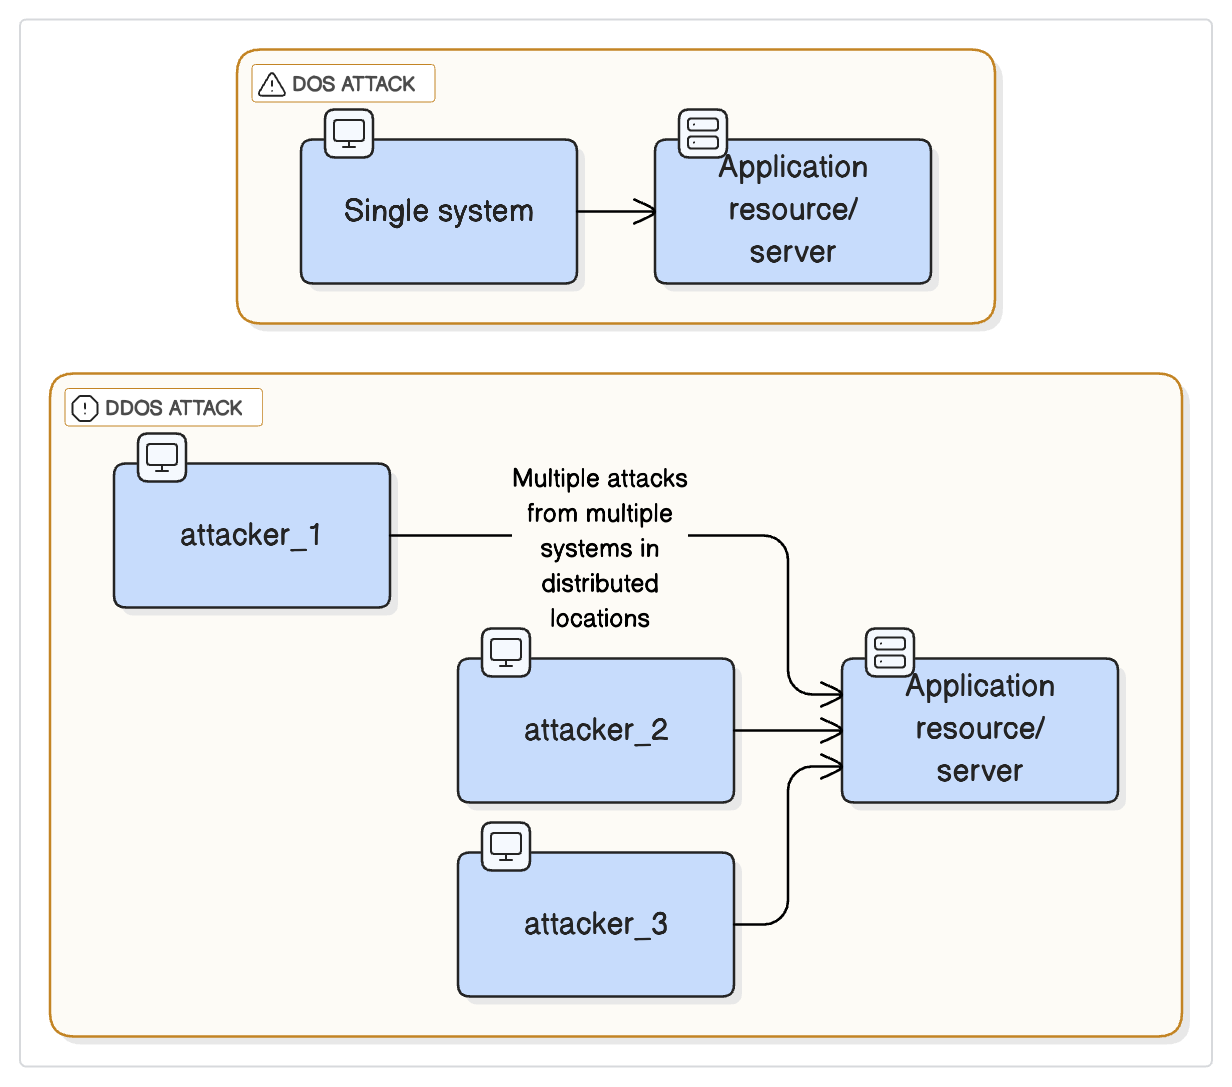 DOS ATTACK
Single system
Application
resource/
server
DDOS ATTACK
attacker_1
Multiple attacks
from multiple
systems in
distributed
locations
attacker_2
Application
resource/
server
attacker_3